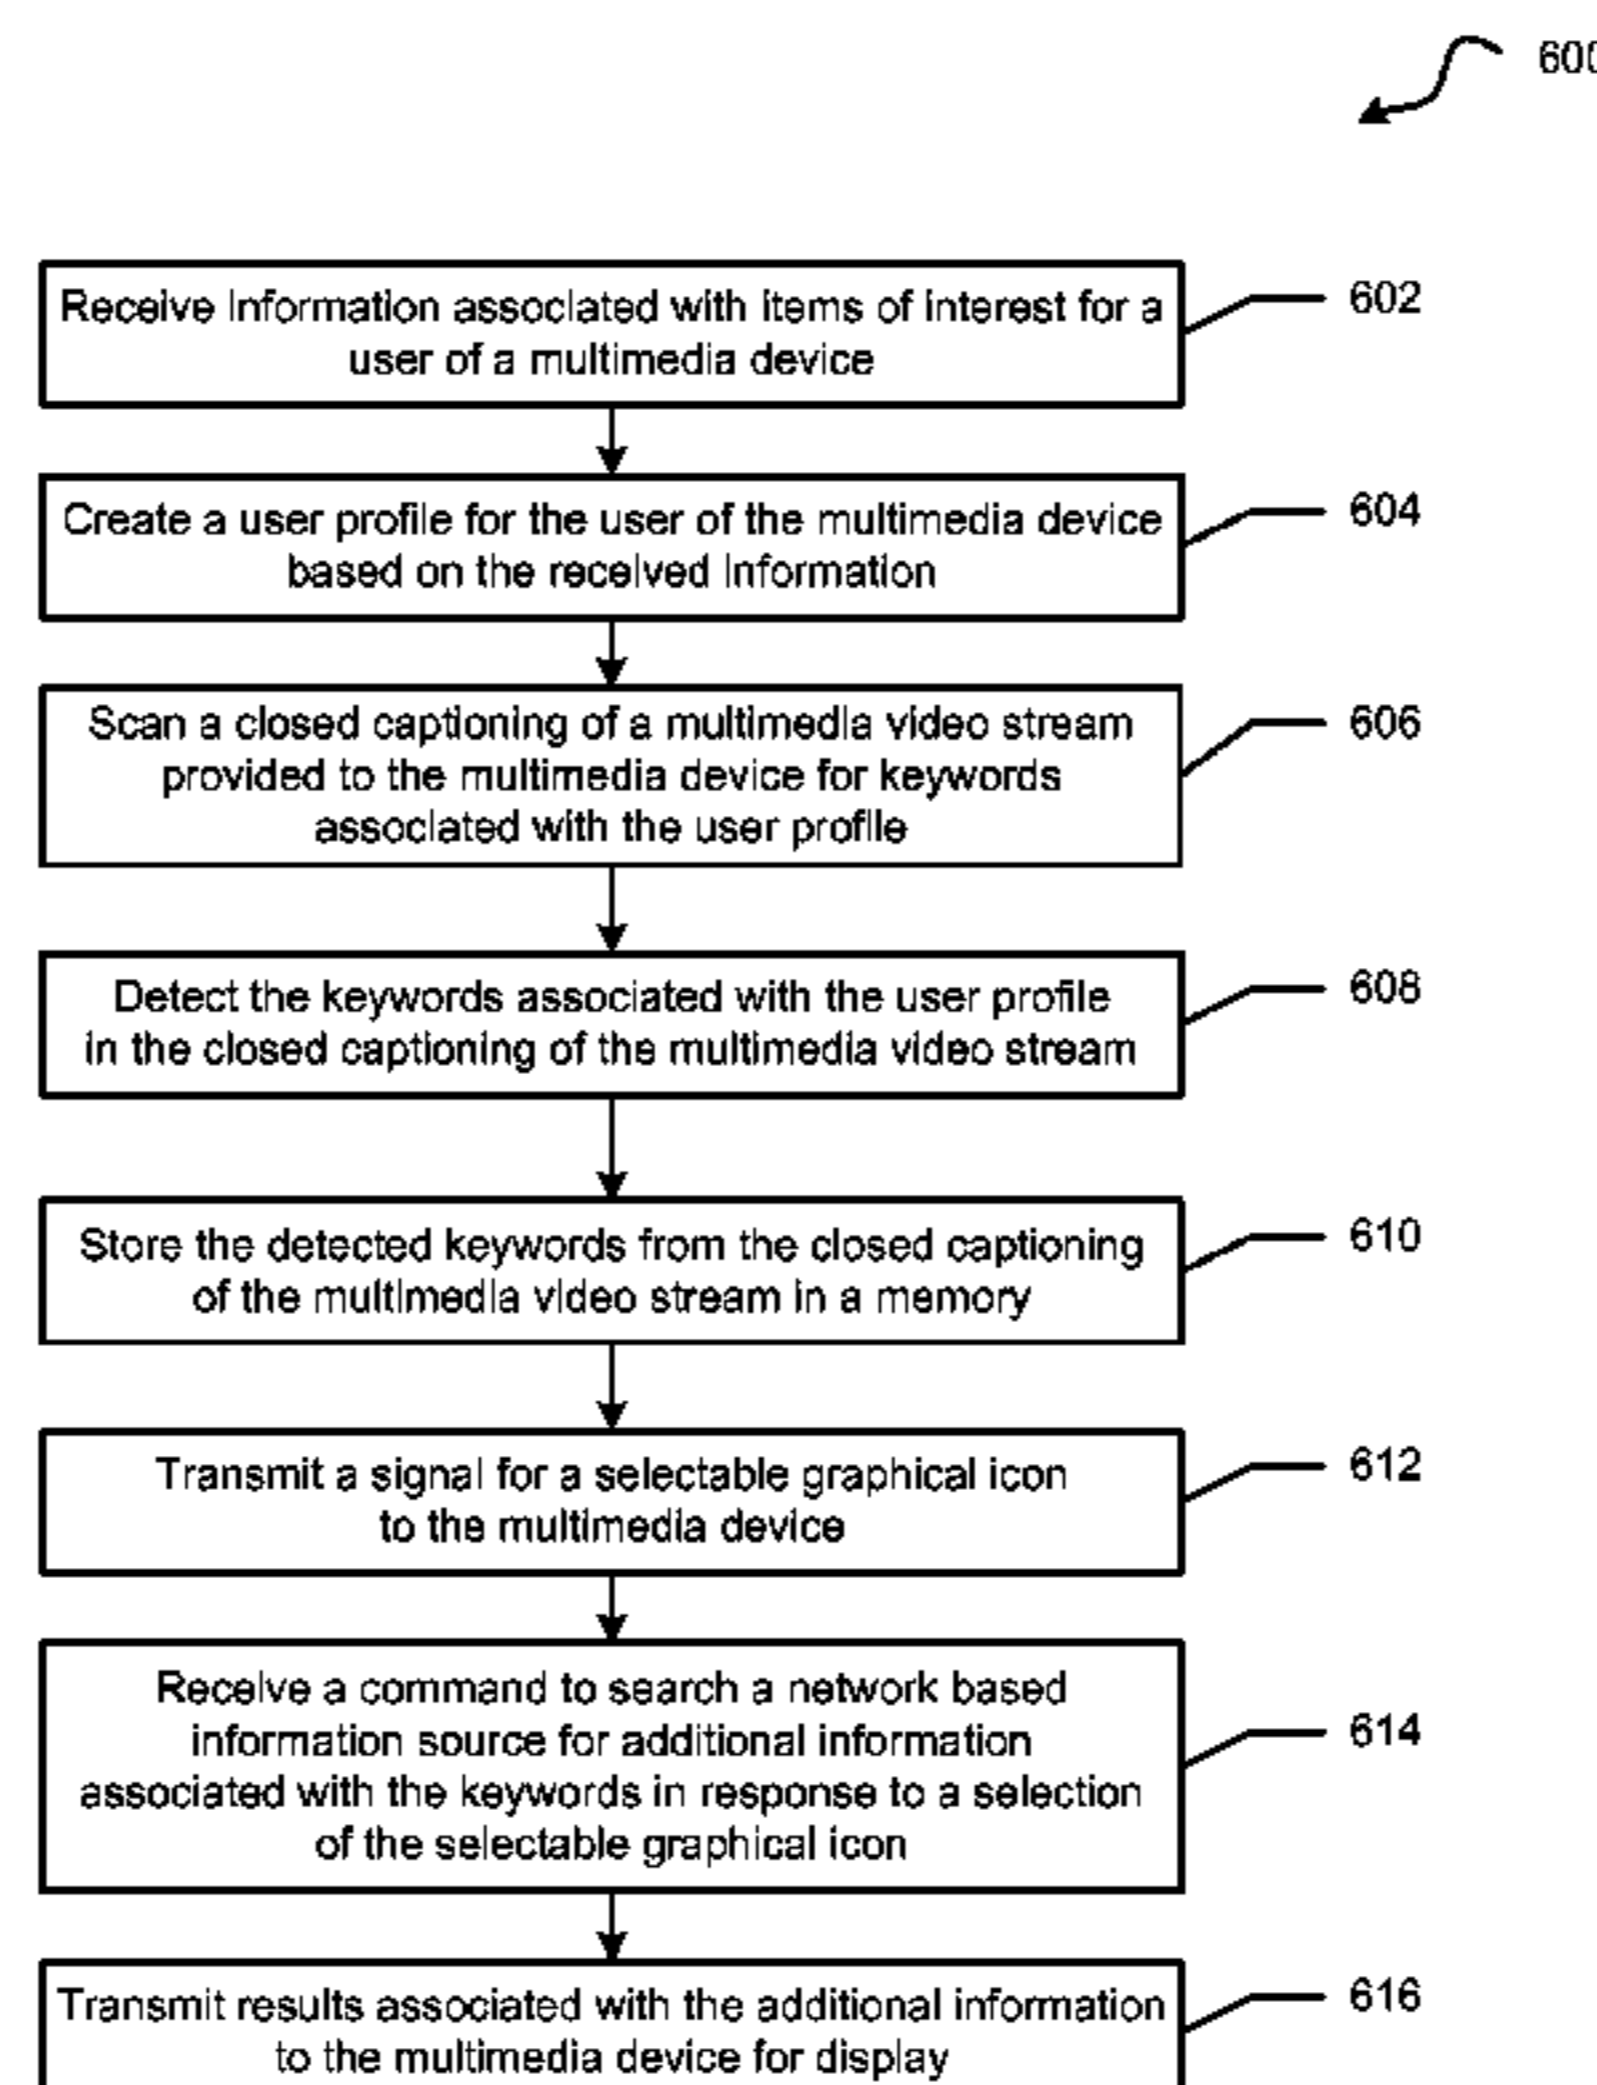 600
Receive information associated with items of interest for a
user of a multimedia device
602
Create a user profile for the user of the multimedia device
based on the received information
604
Scan a closed captioning of a multimedia video stream
provided to the multimedia device for keywords
associated with the user profile
606
Detect the keywords associated with the user profile
in the closed captioning of the multimedia video stream
608
Store the detected keywords from the closed captioning
of the multimedia video stream in a memory
610
Transmit a signal for a selectable graphical icon
to the multimedia device
612
Receive a command to search a network based
information source for additional information
associated with the keywords in response to a selection
of the selectable graphical icon
614
Transmit results associated with the additional information
to the multimedia device for display
616